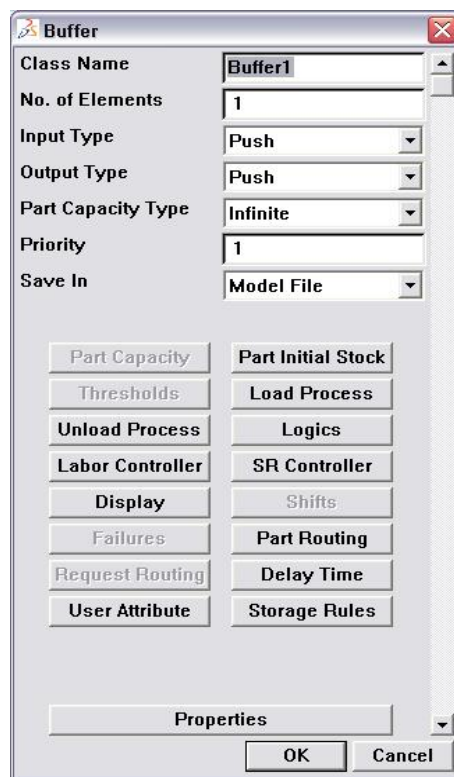 Buffer
Class Name Buffer1
No. of Elements 1
Input Type Push
Output Type Push
Part Capacity Type Infinite
Priority 1
Save In Model File
Part Capacity Part Initial Stock
Thresholds Load Process
Unload Process Logics
Labor Controller SR Controller
Display Shifts
Failures Part Routing
Request Routing Delay Time
User Attribute Storage Rules
Properties
OK Cancel